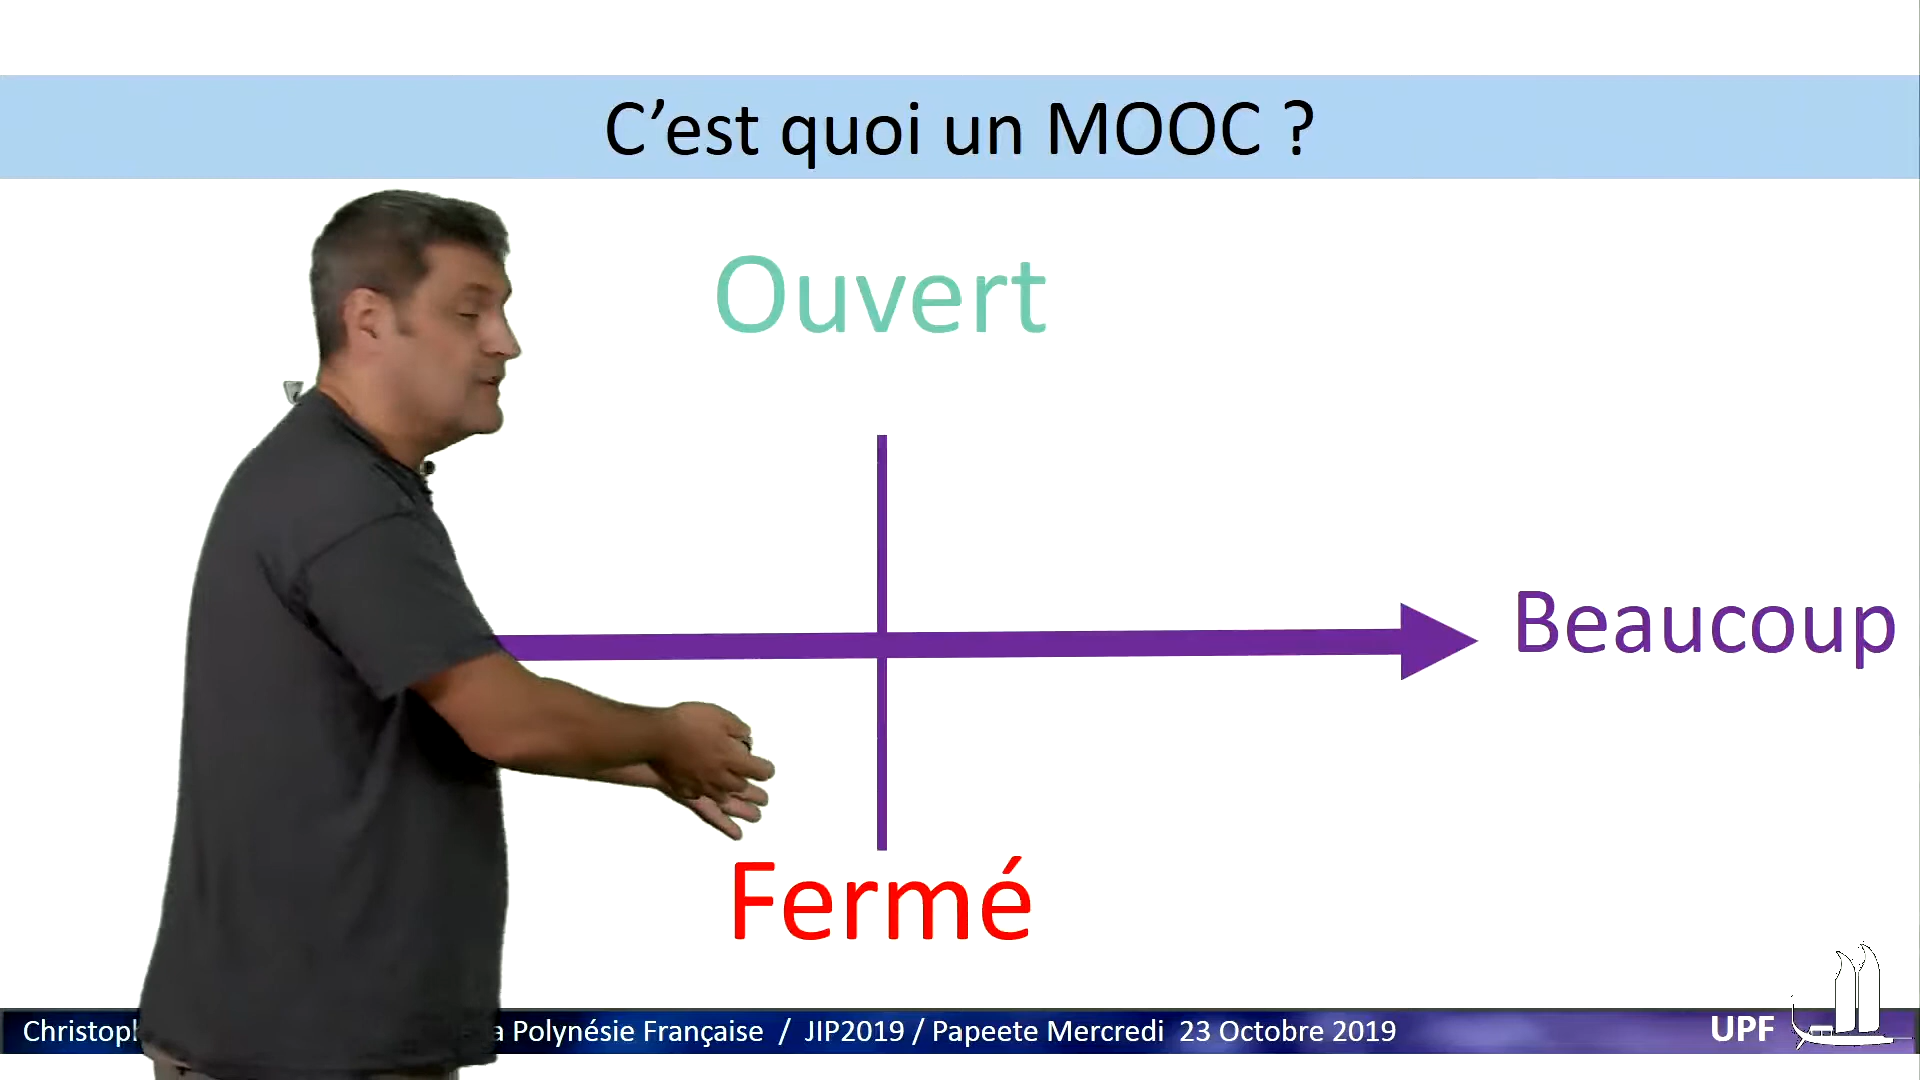 C’est quoi un MOOC ?
Ouvert
Beaucoup
Fermé
Polynésie Française / JIP2019 / Papeete Mercredi 23 Octobre 2019
UPF